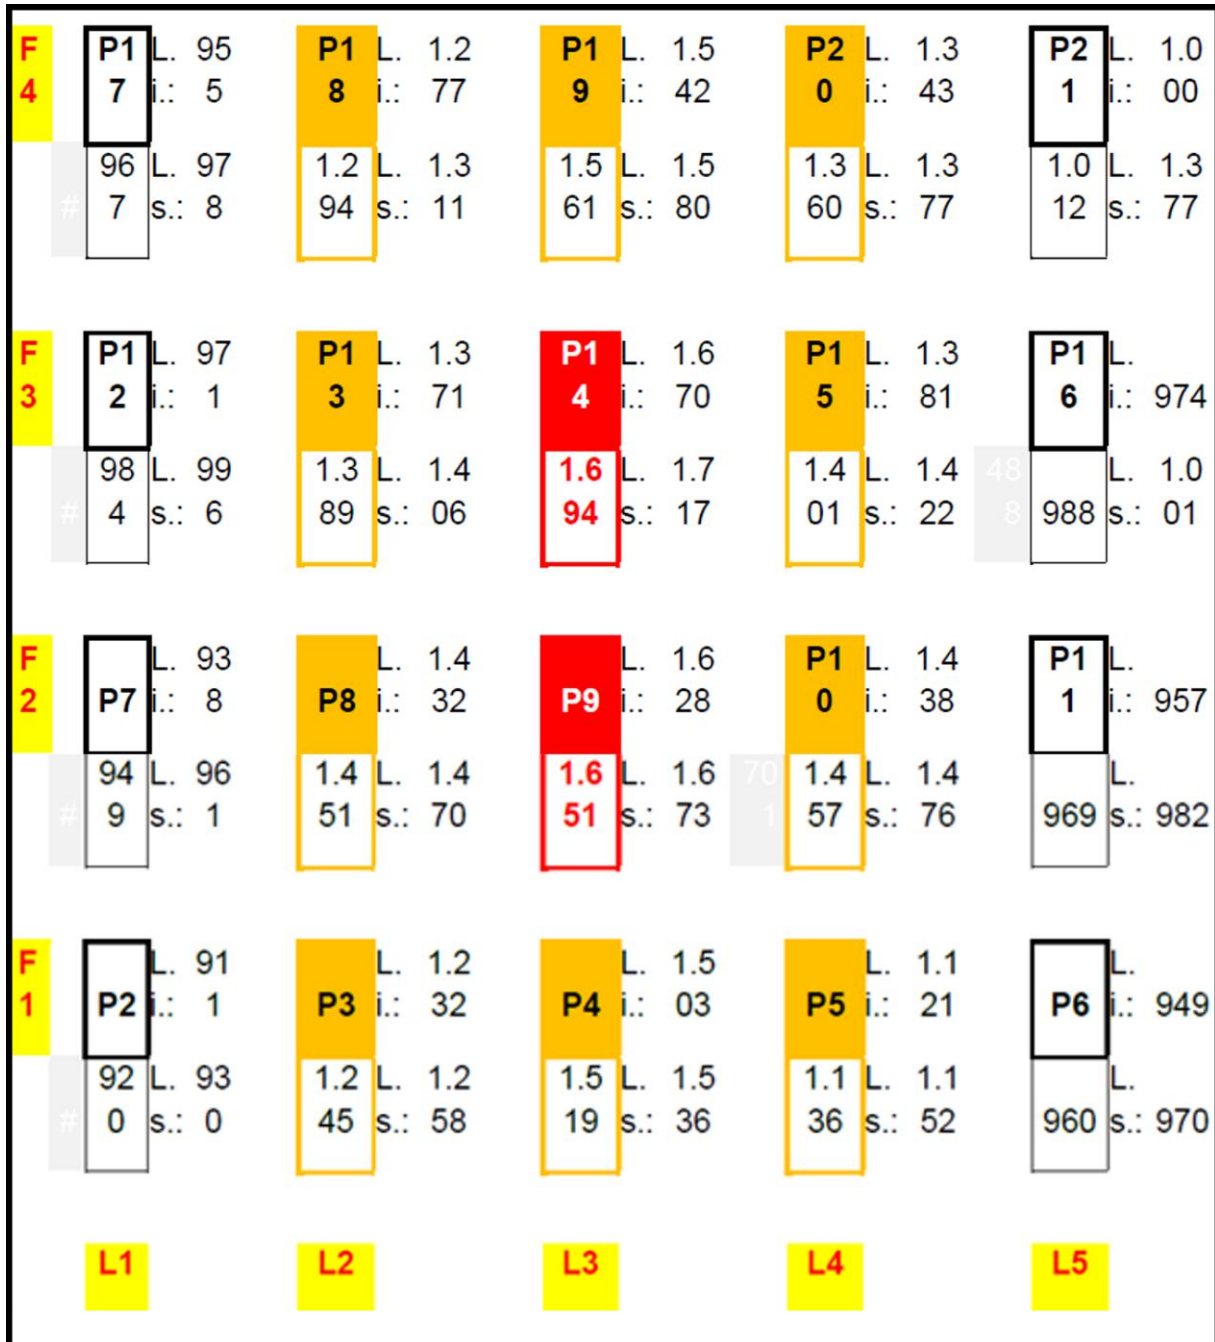 F P1 L. 95 P1 L. 1.2 P1 L. 1.5 P2 L. 1.3 P2 L. 1.0
4 7 i.: 5 8 i.: 77 9 i.: 42 0 i.: 43 1 i.: 00
96 L. 97 1.2 L. 1.3 1.5 L. 1.5 1.3 L. 1.3 1.0 L. 1.3
# 7 s.: 8 94 s.: 11 61 s.: 80 60 s.: 77 12 s.: 77
F P1 L. 97 P1 L. 1.3 P1 L. 1.6 P1 L. 1.3 P1 L.
3 2 i.: 1 3 i.: 71 4 i.: 70 5 i.: 81 6 i.: 974
98 L. 99 1.3 L. 1.4 1.6 L. 1.7 1.4 L. 1.4 48 L. 1.0
# 4 s.: 6 89 s.: 06 94 s.: 17 01 s.: 22 8 988 s.: 01
F L. 93 L. 1.4 L. 1.6 P1 L. 1.4 P1 L.
2 P7 i.: 8 P8 i.: 32 P9 i.: 28 0 i.: 38 1 i.: 957
94 L. 96 1.4 L. 1.4 1.6 L. 1.6 70 1.4 L. 1.4 L.
# 9 s.: 1 51 s.: 70 51 s.: 73 1 57 s.: 76 969 s.: 982
F L. 91 L. 1.2 L. 1.5 L. 1.1 L.
1 P2 i.: 1 P3 i.: 32 P4 i.: 03 P5 i.: 21 P6 i.: 949
92 L. 93 1.2 L. 1.2 1.5 L. 1.5 1.1 L. 1.1 L.
# 0 s.: 0 45 s.: 58 19 s.: 36 36 s.: 52 960 s.: 970
L1 L2 L3 L4 L5